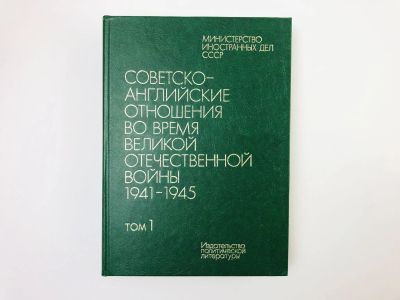 МИНИСТЕРСТВО
ИНОСТРАННЫХ ДЕЛ
СССР
СОВЕТСКО-
АНГЛИЙСКИЕ
ОТНОШЕНИЯ
ВО ВРЕМЯ
ВЕЛИКОЙ
ОТЕЧЕСТВЕННОЙ
ВОЙНЫ
1941-1945
ТОМ 1
Издательство
политической
литературы